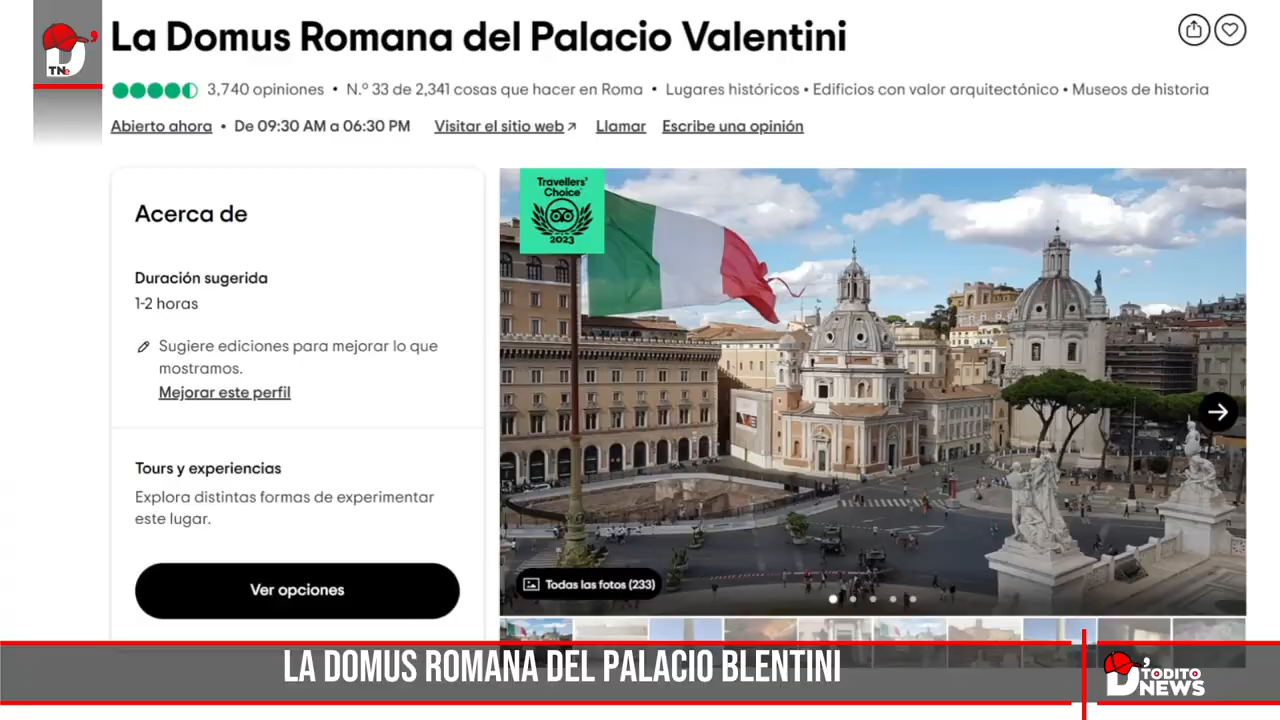 TNe
La Domus Romana del Palacio Valentini
3,740 opiniones • N.º 33 de 2,341 cosas que hacer en Roma • Lugares históricos • Edificios con valor arquitectónico • Museos de historia
Abierto ahora • De 09:30 AM a 06:30 PM Visitar el sitio web Llamar Escribe una opinión
Acerca de
Duración sugerida
1-2 horas
Sugiere ediciones para mejorar lo que
mostramos.
Mejorar este perfil
Tours y experiencias
Explora distintas formas de experimentar
este lugar.
Ver opciones
Travellers'
Choice
2023
Todas las fotos (233)
LA DOMUS ROMANA DEL PALACIO BLENTINI
D'TODITO
NEWS